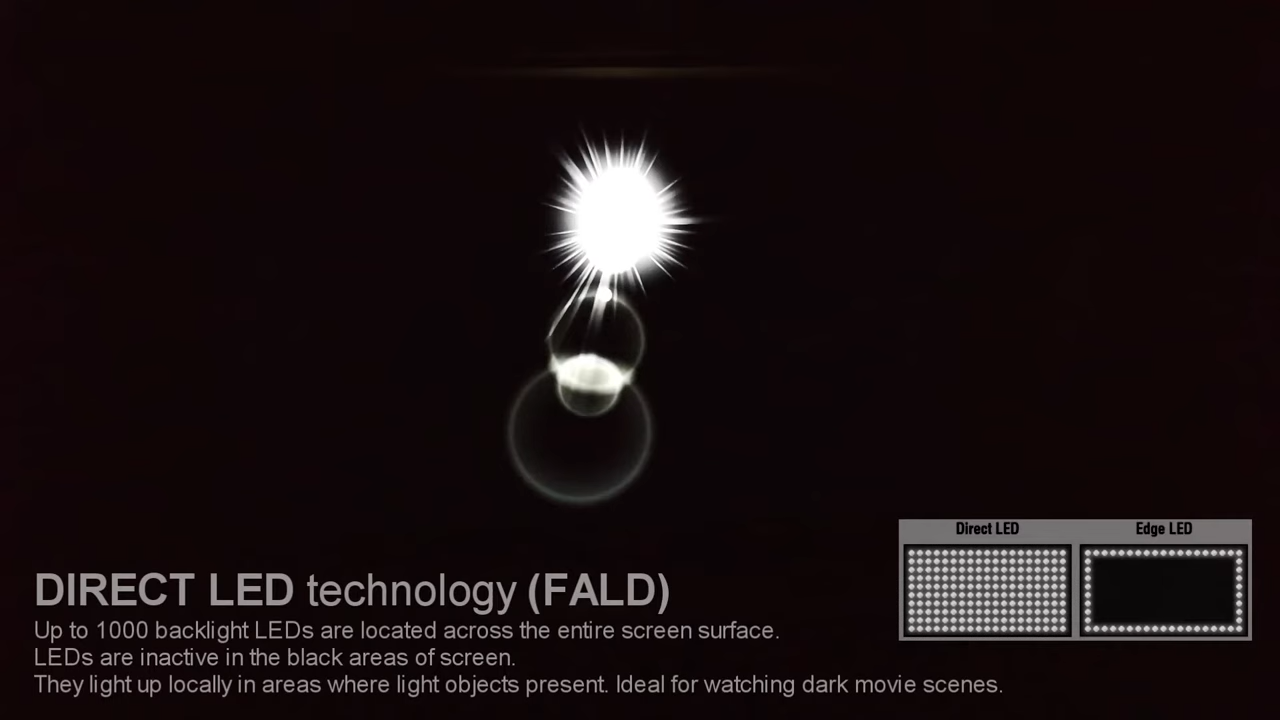 Direct LED
Edge LED
DIRECT LED technology (FALD)
Up to 1000 backlight LEDs are located across the entire screen surface.
LEDs are inactive in the black areas of screen.
They light up locally in areas where light objects present. Ideal for watching dark movie scenes.